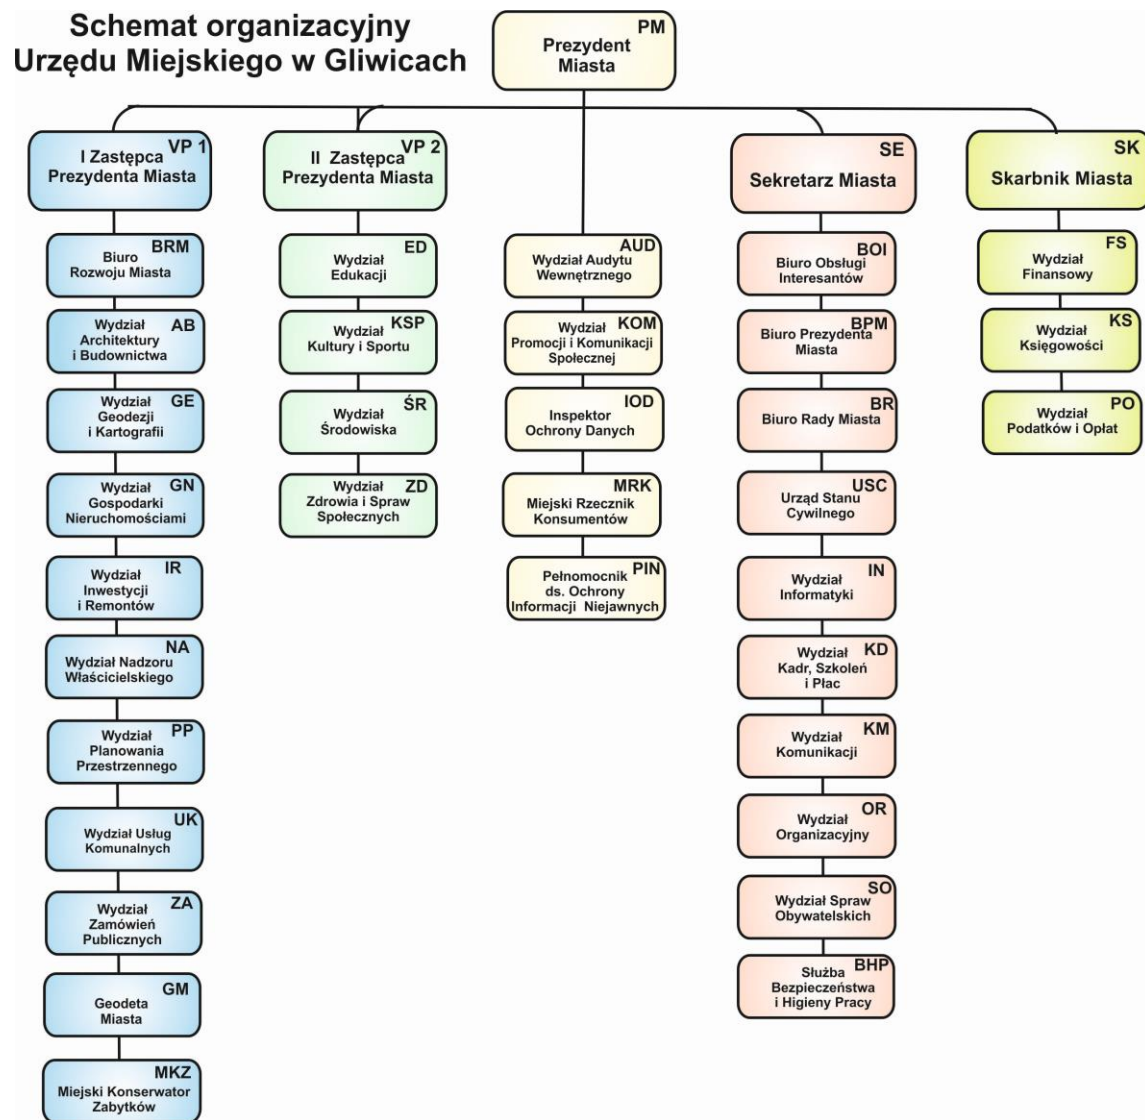 Schemat organizacyjny
Urzędu Miejskiego w Gliwicach
PM
Prezydent
Miasta
VP 1
I Zastępca
Prezydenta Miasta
BRM
Biuro
Rozwoju Miasta
AB
Wydział
Architektury
i Budownictwa
GE
Wydział
Geodezji
i Kartografii
GN
Wydział
Gospodarki
Nieruchomościami
IR
Wydział
Inwestycji
i Remontów
NA
Wydział Nadzoru
Właścicielskiego
PP
Wydział
Planowania
Przestrzennego
UK
Wydział Usług
Komunalnych
ZA
Wydział
Zamówień
Publicznych
GM
Geodeta
Miasta
MKZ
Miejski Konserwator
Zabytków
VP 2
II Zastępca
Prezydenta Miasta
ED
Wydział
Edukacji
KSP
Wydział
Kultury i Sportu
ŚR
Wydział
Środowiska
ZD
Wydział
Zdrowia i Spraw
Społecznych
AUD
Wydział Audytu
Wewnętrznego
KOM
Wydział
Promocji i Komunikacji
Społecznej
IOD
Inspektor
Ochrony Danych
MRK
Miejski Rzecznik
Konsumentów
PIN
Pełnomocnik
ds. Ochrony
Informacji Niejawnych
SE
Sekretarz Miasta
BOI
Biuro Obsługi
Interesantów
BPM
Biuro Prezydenta
Miasta
BR
Biuro Rady Miasta
USC
Urząd Stanu
Cywilnego
IN
Wydział
Informatyki
KD
Wydział
Kadr, Szkoleń
i Płac
KM
Wydział
Komunikacji
OR
Wydział
Organizacyjny
SO
Wydział Spraw
Obywatelskich
BHP
Służba
Bezpieczeństwa
i Higieny Pracy
SK
Skarbnik Miasta
FS
Wydział
Finansowy
KS
Wydział
Księgowości
PO
Wydział
Podatków i Opłat